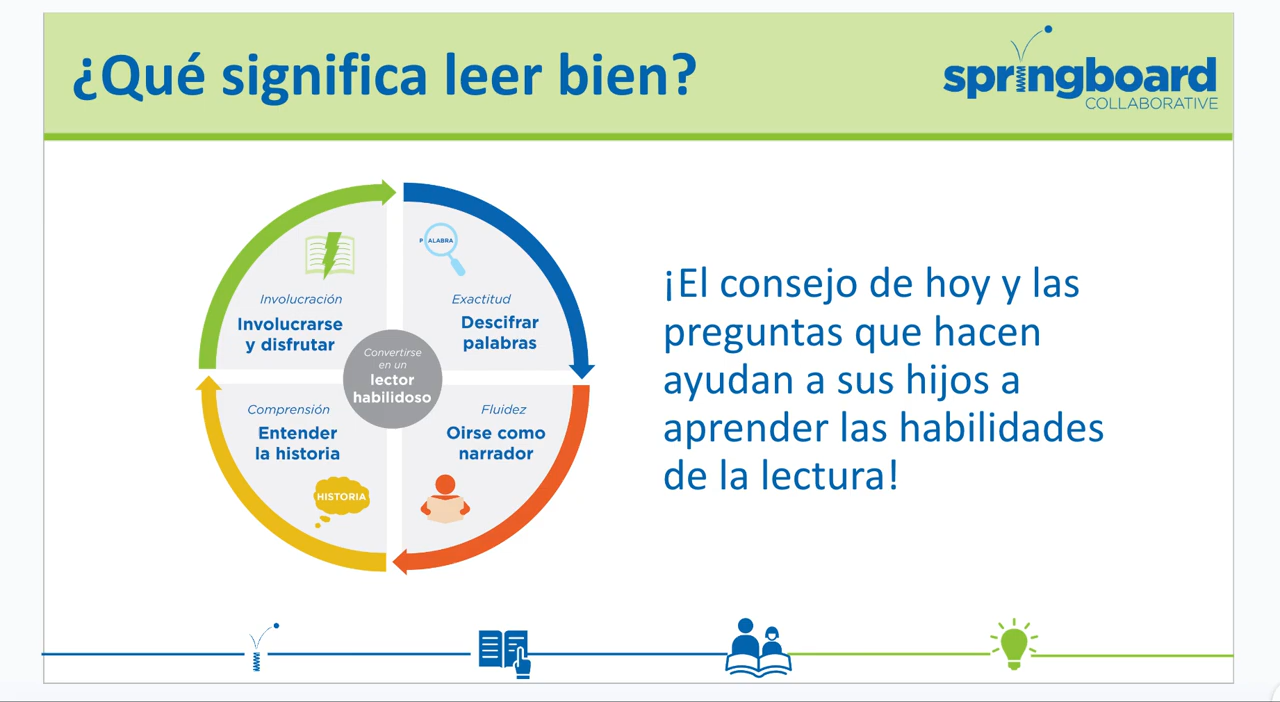 ¿Qué significa leer bien?
springboard
COLLABORATIVE
Involucración
Involucrarse
y disfrutar
PALABRA
Exactitud
Descifrar
palabras
Convertirse
en un
lector
habilidoso
Comprensión
Entender
la historia
HISTORIA
Fluidez
Oirse como
narrador
¡El consejo de hoy y las
preguntas que hacen
ayudan a sus hijos a
aprender las habilidades
de la lectura!